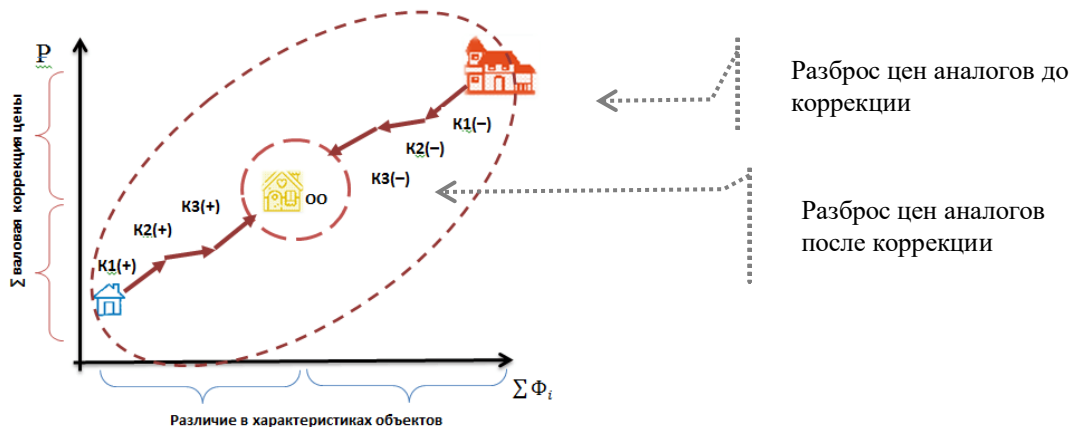 ₽
Σ валовая коррекция цены
К1(+)
К2(+)
К3(+)
ОО
К1(−)
К2(−)
К3(−)
Разброс цен аналогов до
коррекции
Разброс цен аналогов
после коррекции
∑Ф𝑖
Различие в характеристиках объектов